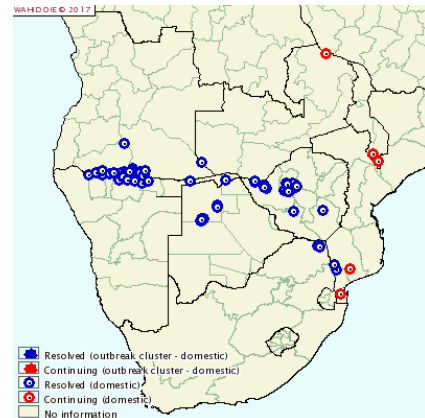 WAHID OIE © 2017
Resolved (outbreak cluster - domestic)
Continuing (outbreak cluster - domestic)
Resolved (domestic)
Continuing (domestic)
No information